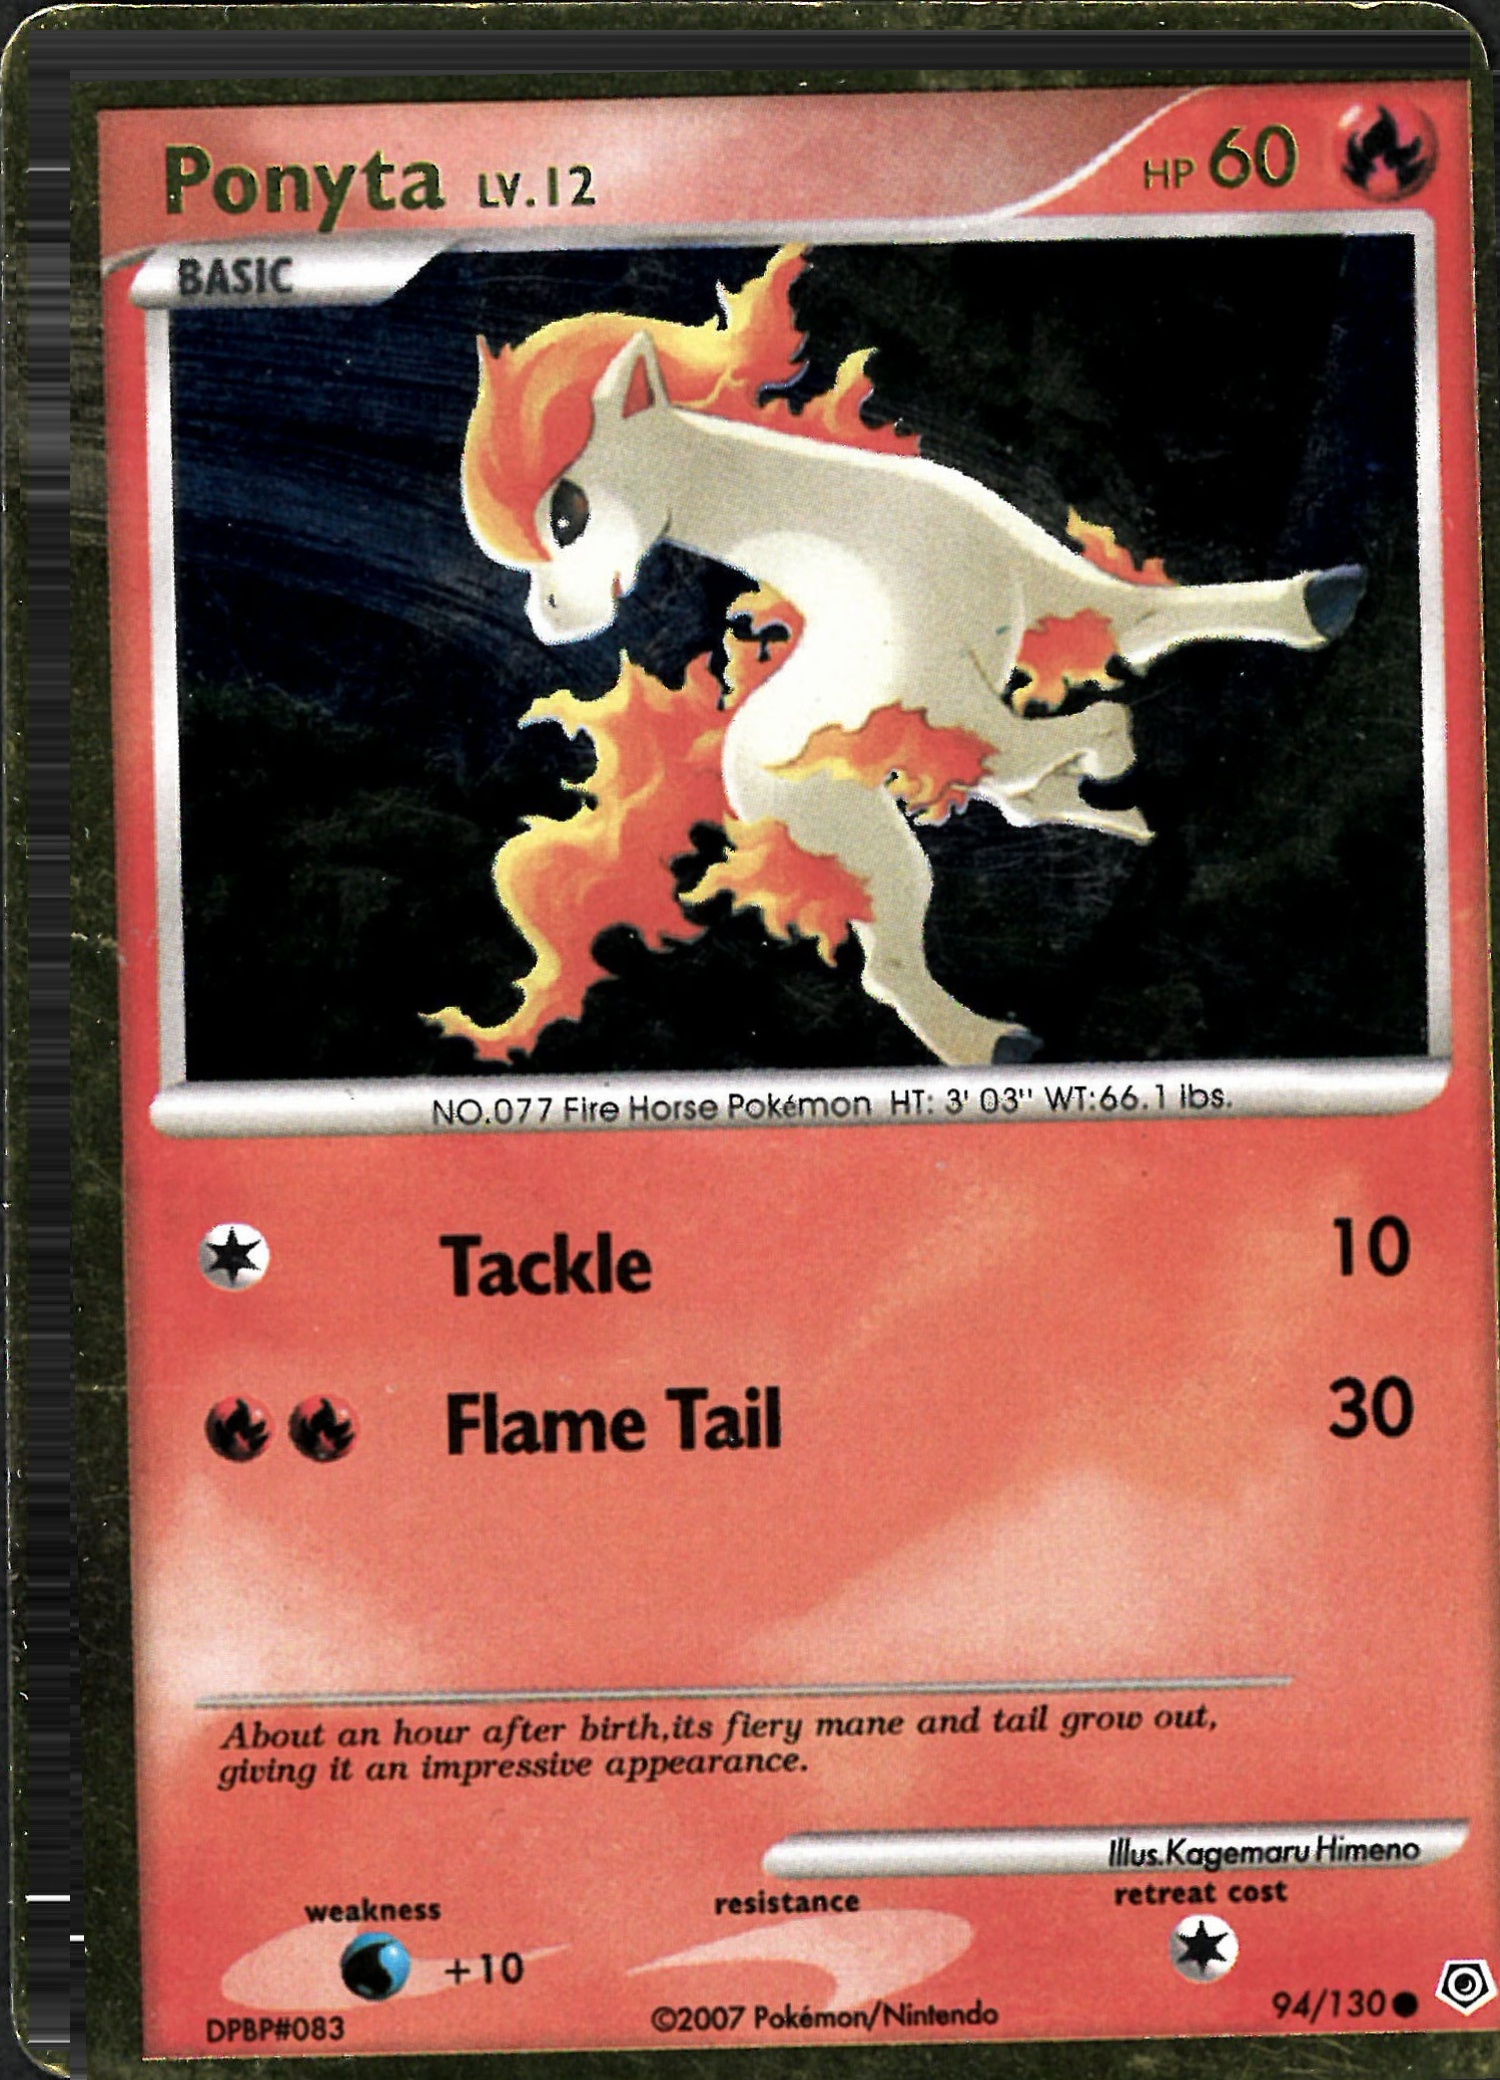 Ponyta LV.12 HP 60
BASIC
NO.077 Fire Horse Pokémon HT: 3' 03" WT:66.1 lbs.
Tackle 10
Flame Tail 30
About an hour after birth,its fiery mane and tail grow out,
giving it an impressive appearance.
Illus.Kagemaru Himeno
weakness resistance retreat cost
+10
DPBP#083 ©2007 Pokémon/Nintendo 94/130